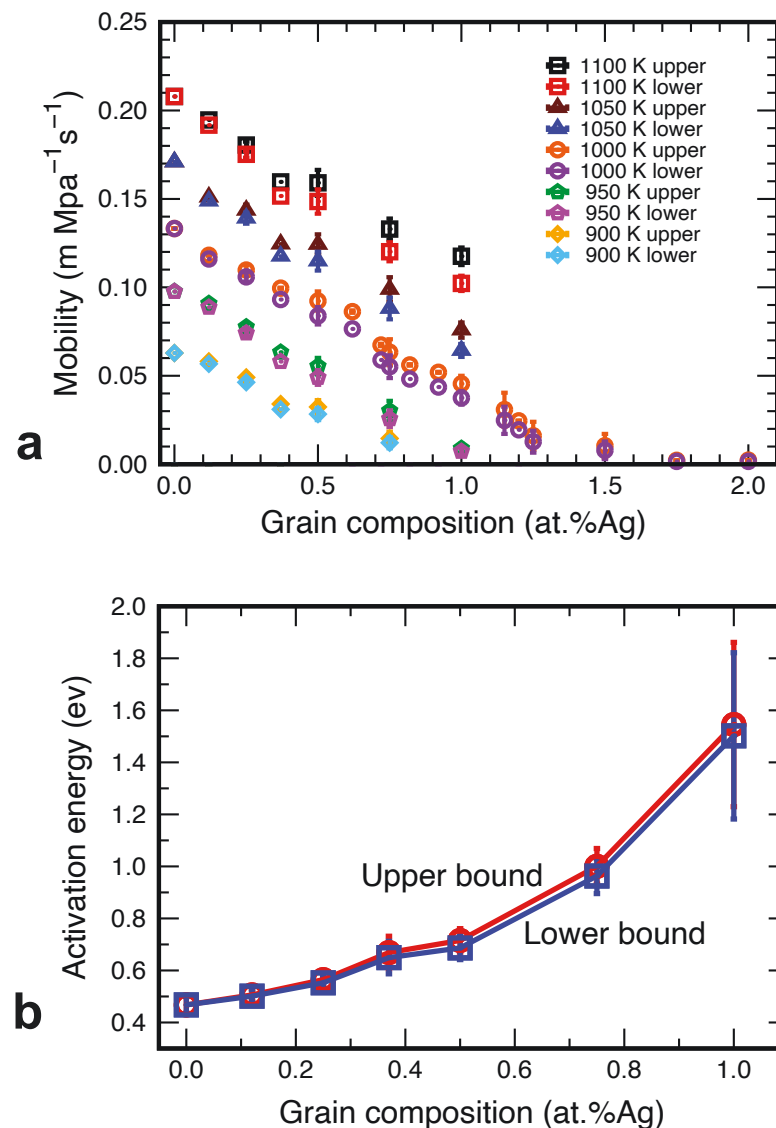 0.25
0.20
0.15
0.10
0.05
0.00
Mobility (m Mpa⁻¹s⁻¹)
1100 K upper
1100 K lower
1050 K upper
1050 K lower
1000 K upper
1000 K lower
950 K upper
950 K lower
900 K upper
900 K lower
a
0.0 0.5 1.0 1.5 2.0
Grain composition (at.%Ag)
2.0
1.8
1.6
1.4
1.2
1.0
0.8
0.6
0.4
Activation energy (ev)
Upper bound
Lower bound
b
0.0 0.2 0.4 0.6 0.8 1.0
Grain composition (at.%Ag)